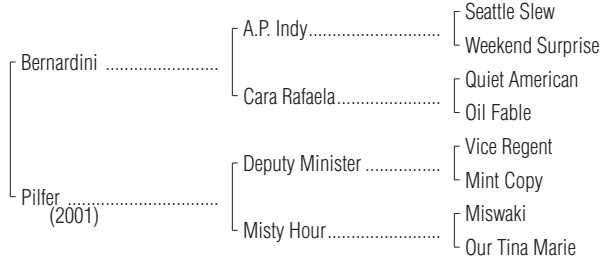 Seattle Slew
A.P. Indy..............................
Weekend Surprise
Bernardini .........................
Quiet American
Cara Rafaela........................
Oil Fable
Vice Regent
Deputy Minister .................
Mint Copy
Pilfer ..................................
(2001)
Miswaki
Misty Hour..........................
Our Tina Marie